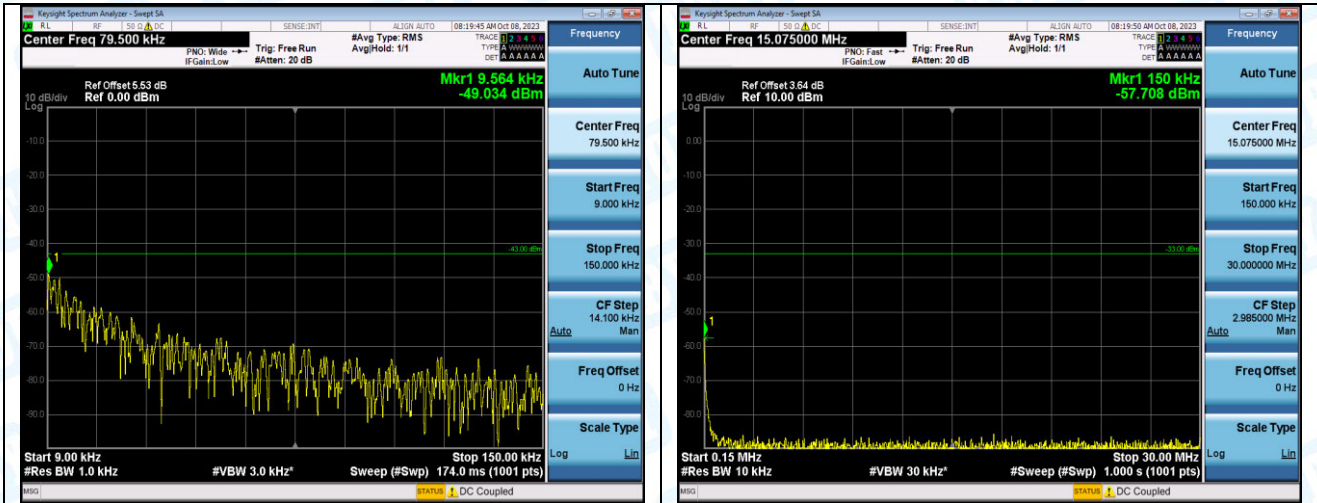 Keysight Spectrum Analyzer - Swept SA
RL RF 50 Ω DC SENSE:INT ALIGN AUTO 08:19:45 AM Oct 08, 2023
Center Freq 79.500 kHz
PNO: Wide
IFGain:Low
Trig: Free Run
#Atten: 20 dB
#Avg Type: RMS
Avg|Hold: 1/1
TRACE 1 2 3 4 5 6
TYPE A WWWWW
DET A A A A A A
Frequency
Ref Offset 5.53 dB
Ref 0.00 dBm
10 dB/div
Log
Mkr1 9.564 kHz
-49.034 dBm
-10.0
-20.0
-30.0
-40.0
-50.0
-60.0
-70.0
-80.0
-90.0
-43.00 dBm
1
Start 9.00 kHz
Stop 150.00 kHz
#Res BW 1.0 kHz
#VBW 3.0 kHz*
Sweep (#Swp) 174.0 ms (1001 pts)
Auto Tune
Center Freq
79.500 kHz
Start Freq
9.000 kHz
Stop Freq
150.000 kHz
CF Step
14.100 kHz
Auto Man
Freq Offset
0 Hz
Scale Type
Log Lin
MSG
STATUS DC Coupled
Keysight Spectrum Analyzer - Swept SA
RL RF 50 Ω DC SENSE:INT ALIGN AUTO 08:19:50 AM Oct 08, 2023
Center Freq 15.075000 MHz
PNO: Fast
IFGain:Low
Trig: Free Run
#Atten: 20 dB
#Avg Type: RMS
Avg|Hold: 1/1
TRACE 1 2 3 4 5 6
TYPE A WWWWW
DET A A A A A A
Frequency
Ref Offset 3.64 dB
Ref 10.00 dBm
10 dB/div
Log
Mkr1 150 kHz
-57.708 dBm
0.00
-10.0
-20.0
-30.0
-40.0
-50.0
-60.0
-70.0
-80.0
-33.00 dBm
1
Start 0.15 MHz
Stop 30.00 MHz
#Res BW 10 kHz
#VBW 30 kHz*
#Sweep (#Swp) 1.000 s (1001 pts)
Auto Tune
Center Freq
15.075000 MHz
Start Freq
150.000 kHz
Stop Freq
30.000000 MHz
CF Step
2.985000 MHz
Auto Man
Freq Offset
0 Hz
Scale Type
Log Lin
MSG
STATUS DC Coupled